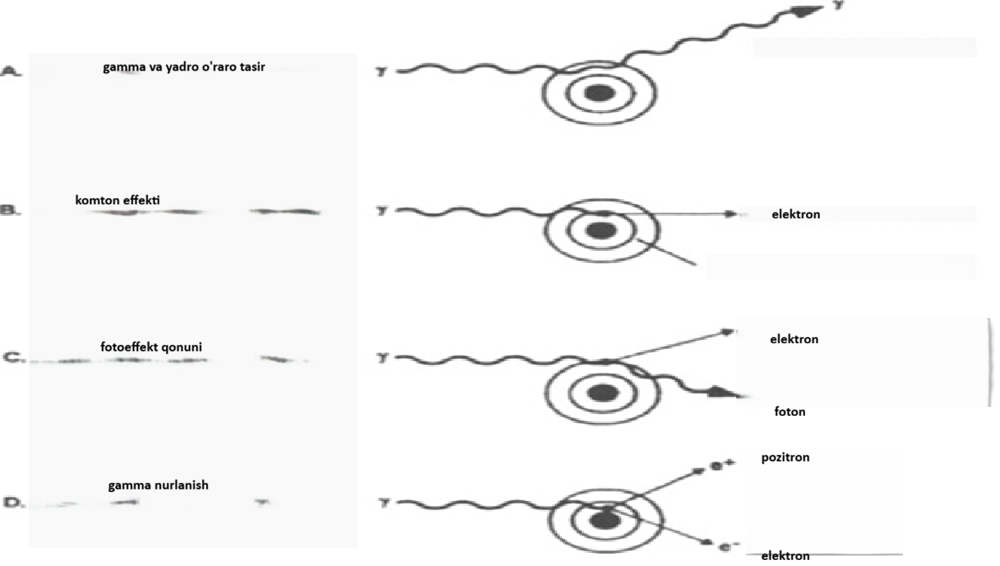 γ
A. gamma va yadro o'raro tasir γ
B. komton effekti γ elektron
C. fotoeffekt qonuni γ elektron
foton
D. gamma nurlanish γ e+ pozitron
e- elektron